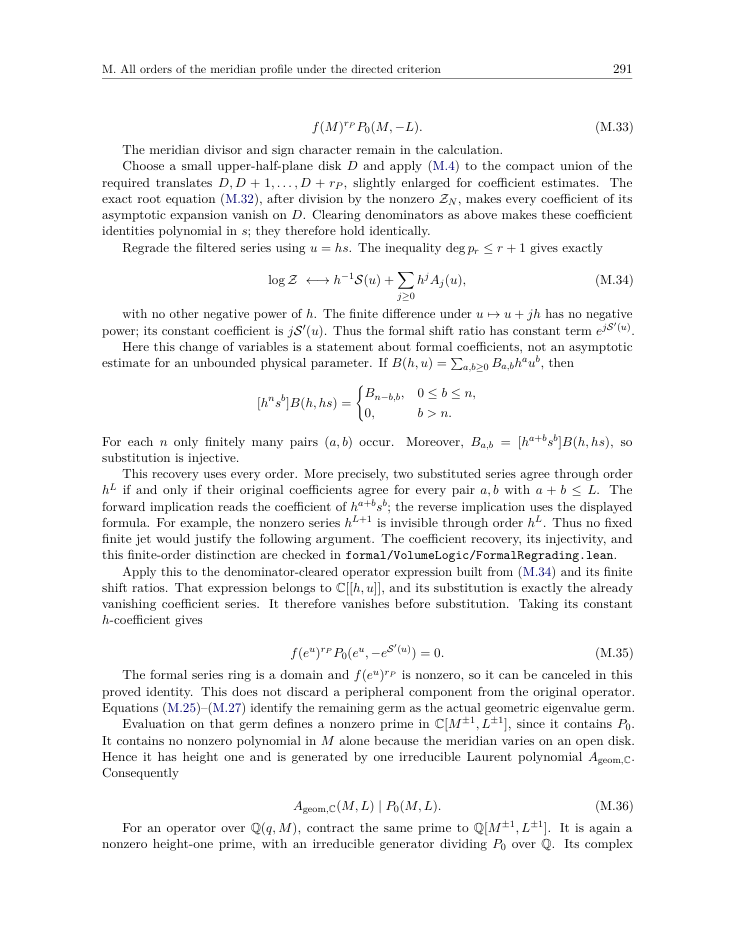 M. All orders of the meridian profile under the directed criterion 291
f(M)^{r_P} P_0(M, −L). (M.33)
The meridian divisor and sign character remain in the calculation.
Choose a small upper-half-plane disk D and apply (M.4) to the compact union of the
required translates D, D + 1, . . . , D + r_P, slightly enlarged for coefficient estimates. The
exact root equation (M.32), after division by the nonzero 𝒵_N, makes every coefficient of its
asymptotic expansion vanish on D. Clearing denominators as above makes these coefficient
identities polynomial in s; they therefore hold identically.
Regrade the filtered series using u = hs. The inequality deg p_r ≤ r + 1 gives exactly
log 𝒵 ⟷ h^{−1}𝒮(u) + ∑_{j≥0} h^j A_j(u), (M.34)
with no other negative power of h. The finite difference under u ↦ u + jh has no negative
power; its constant coefficient is j𝒮′(u). Thus the formal shift ratio has constant term e^{j𝒮′(u)}.
Here this change of variables is a statement about formal coefficients, not an asymptotic
estimate for an unbounded physical parameter. If B(h, u) = ∑_{a,b≥0} B_{a,b}h^a u^b, then
[h^n s^b]B(h, hs) = { B_{n−b,b}, 0 ≤ b ≤ n,
0, b > n.
For each n only finitely many pairs (a, b) occur. Moreover, B_{a,b} = [h^{a+b}s^b]B(h, hs), so
substitution is injective.
This recovery uses every order. More precisely, two substituted series agree through order
h^L if and only if their original coefficients agree for every pair a, b with a + b ≤ L. The
forward implication reads the coefficient of h^{a+b}s^b; the reverse implication uses the displayed
formula. For example, the nonzero series h^{L+1} is invisible through order h^L. Thus no fixed
finite jet would justify the following argument. The coefficient recovery, its injectivity, and
this finite-order distinction are checked in formal/VolumeLogic/FormalRegrading.lean.
Apply this to the denominator-cleared operator expression built from (M.34) and its finite
shift ratios. That expression belongs to ℂ[[h, u]], and its substitution is exactly the already
vanishing coefficient series. It therefore vanishes before substitution. Taking its constant
h-coefficient gives
f(e^u)^{r_P} P_0(e^u, −e^{𝒮′(u)}) = 0. (M.35)
The formal series ring is a domain and f(e^u)^{r_P} is nonzero, so it can be canceled in this
proved identity. This does not discard a peripheral component from the original operator.
Equations (M.25)–(M.27) identify the remaining germ as the actual geometric eigenvalue germ.
Evaluation on that germ defines a nonzero prime in ℂ[M^{±1}, L^{±1}], since it contains P_0.
It contains no nonzero polynomial in M alone because the meridian varies on an open disk.
Hence it has height one and is generated by one irreducible Laurent polynomial A_{geom,ℂ}.
Consequently
A_{geom,ℂ}(M, L) | P_0(M, L). (M.36)
For an operator over ℚ(q, M), contract the same prime to ℚ[M^{±1}, L^{±1}]. It is again a
nonzero height-one prime, with an irreducible generator dividing P_0 over ℚ. Its complex